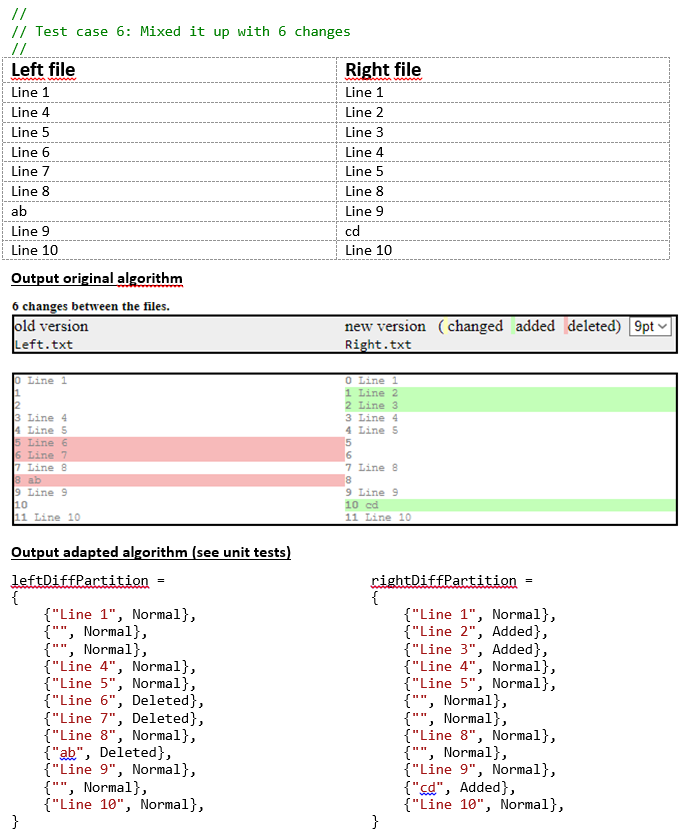 //
// Test case 6: Mixed it up with 6 changes
//
Left file Right file
Line 1 Line 1
Line 4 Line 2
Line 5 Line 3
Line 6 Line 4
Line 7 Line 5
Line 8 Line 8
ab Line 9
Line 9 cd
Line 10 Line 10
Output original algorithm
6 changes between the files.
old version new version ( changed added deleted) 9pt
Left.txt Right.txt
0 Line 1 0 Line 1
1 1 Line 2
2 2 Line 3
3 Line 4 3 Line 4
4 Line 5 4 Line 5
5 Line 6 5
6 Line 7 6
7 Line 8 7 Line 8
8 ab 8
9 Line 9 9 Line 9
10 10 cd
11 Line 10 11 Line 10
Output adapted algorithm (see unit tests)
leftDiffPartition = rightDiffPartition =
{ {
{"Line 1", Normal}, {"Line 1", Normal},
{"", Normal}, {"Line 2", Added},
{"", Normal}, {"Line 3", Added},
{"Line 4", Normal}, {"Line 4", Normal},
{"Line 5", Normal}, {"Line 5", Normal},
{"Line 6", Deleted}, {"", Normal},
{"Line 7", Deleted}, {"", Normal},
{"Line 8", Normal}, {"Line 8", Normal},
{"ab", Deleted}, {"", Normal},
{"Line 9", Normal}, {"Line 9", Normal},
{"", Normal}, {"cd", Added},
{"Line 10", Normal}, {"Line 10", Normal},
} }